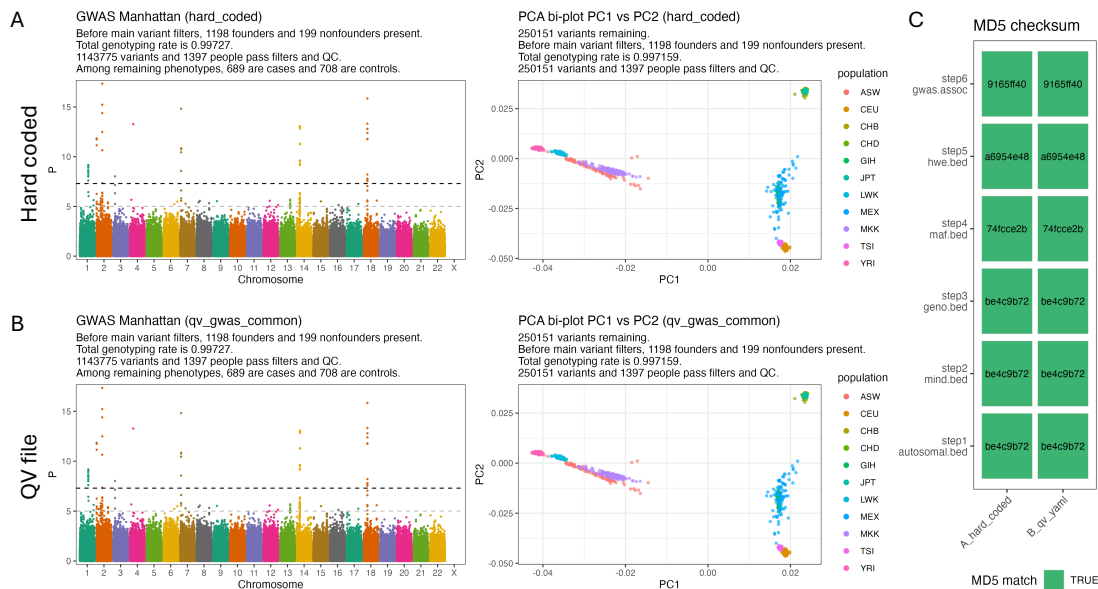 A
Hard coded
GWAS Manhattan (hard_coded)
Before main variant filters, 1198 founders and 199 nonfounders present.
Total genotyping rate is 0.99727.
1143775 variants and 1397 people pass filters and QC.
Among remaining phenotypes, 689 are cases and 708 are controls.
P
15
10
5
0
1 2 3 4 5 6 7 8 9 10 11 12 13 14 15 16 17 18 19 20 21 22 X
Chromosome
PCA bi-plot PC1 vs PC2 (hard_coded)
250151 variants remaining.
Before main variant filters, 1198 founders and 199 nonfounders present.
Total genotyping rate is 0.997159.
250151 variants and 1397 people pass filters and QC.
PC2
0.025
0.000
-0.025
-0.050
-0.04 -0.02 0.00 0.02
PC1
population
ASW
CEU
CHB
CHD
GIH
JPT
LWK
MEX
MKK
TSI
YRI
B
QV file
GWAS Manhattan (qv_gwas_common)
Before main variant filters, 1198 founders and 199 nonfounders present.
Total genotyping rate is 0.99727.
1143775 variants and 1397 people pass filters and QC.
Among remaining phenotypes, 689 are cases and 708 are controls.
P
15
10
5
0
1 2 3 4 5 6 7 8 9 10 11 12 13 14 15 16 17 18 19 20 21 22 X
Chromosome
PCA bi-plot PC1 vs PC2 (qv_gwas_common)
250151 variants remaining.
Before main variant filters, 1198 founders and 199 nonfounders present.
Total genotyping rate is 0.997159.
250151 variants and 1397 people pass filters and QC.
PC2
0.025
0.000
-0.025
-0.050
-0.04 -0.02 0.00 0.02
PC1
population
ASW
CEU
CHB
CHD
GIH
JPT
LWK
MEX
MKK
TSI
YRI
C
MD5 checksum
step6
gwas.assoc
9165ff40 9165ff40
step5
hwe.bed
a6954e48 a6954e48
step4
maf.bed
74fcce2b 74fcce2b
step3
geno.bed
be4c9b72 be4c9b72
step2
mind.bed
be4c9b72 be4c9b72
step1
autosomal.bed
be4c9b72 be4c9b72
A_hard_coded
B_qv_yaml
MD5 match
TRUE